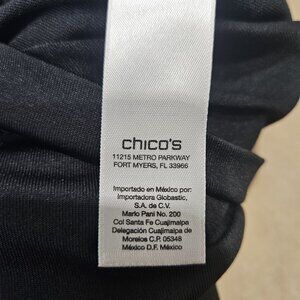 chico's
11215 METRO PARKWAY
FORT MYERS, FL 33966
Importado en México por:
Importadora Globastic,
S.A. de C.V.
Mario Pani No. 200
Col Santa Fe Cuajimalpa
Delegación Cuajimalpa de
Morelos C.P. 05348
México D.F. México